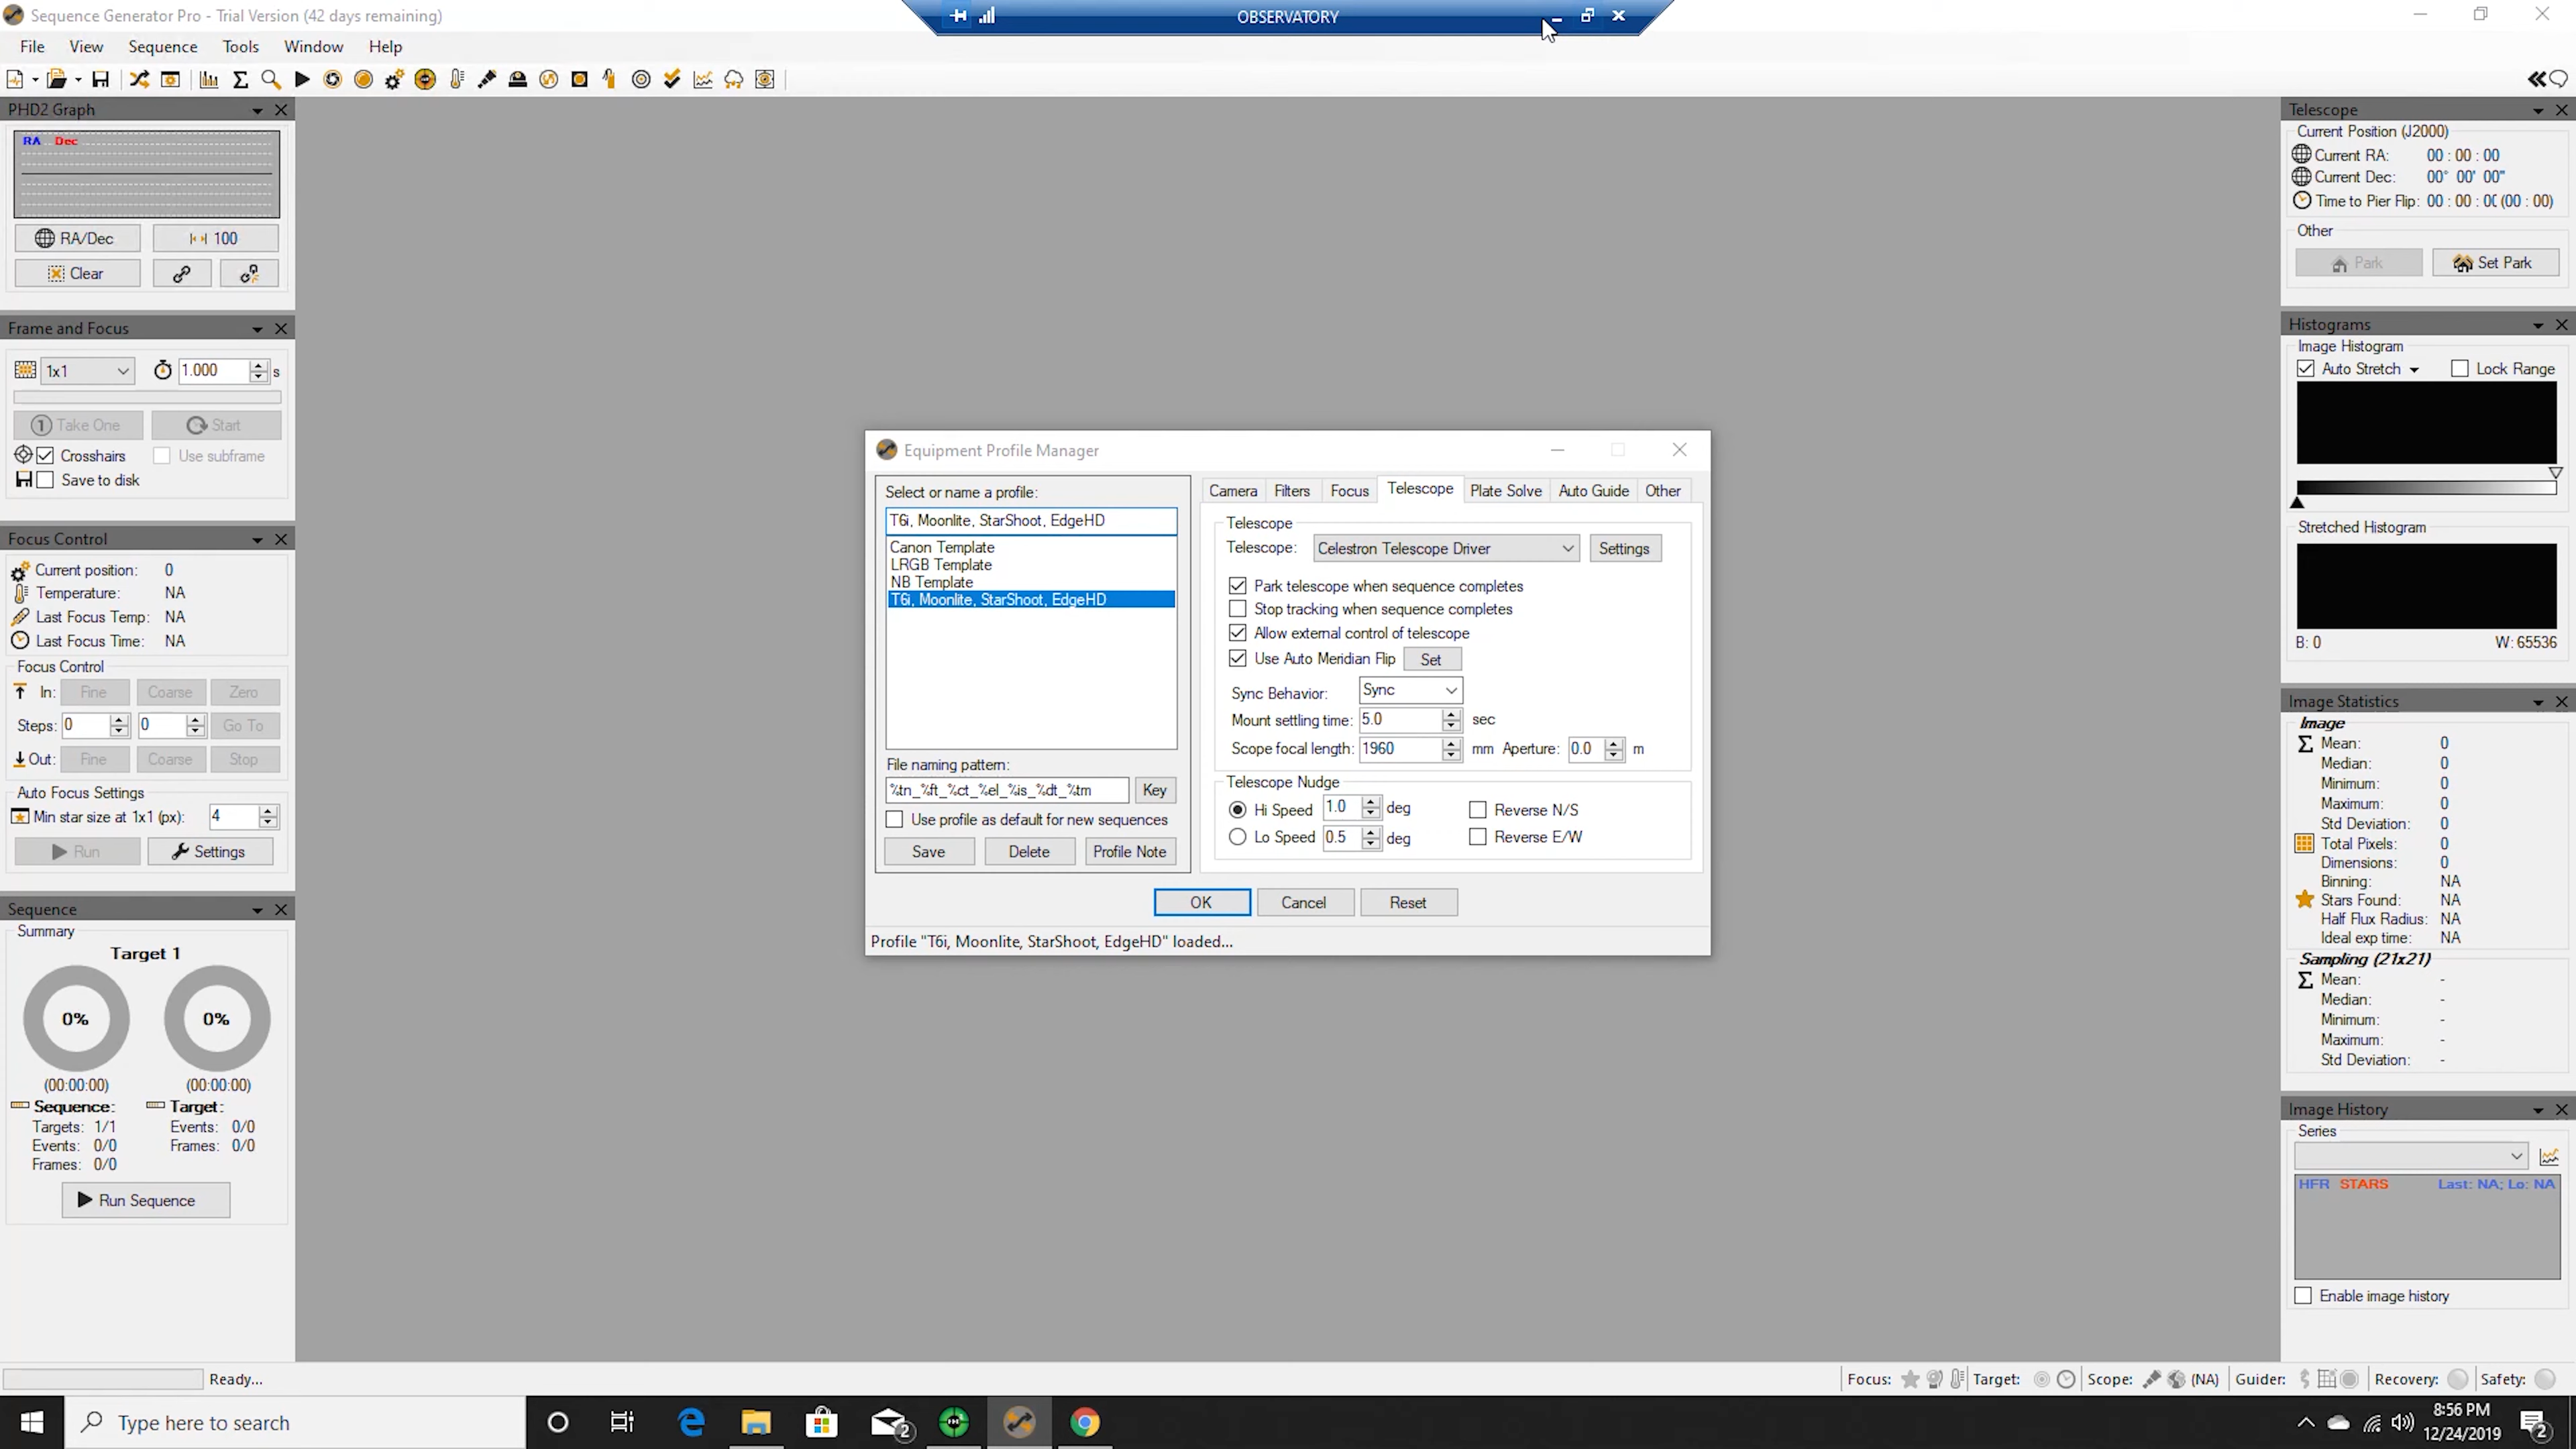 Sequence Generator Pro - Trial Version (42 days remaining)
OBSERVATORY
File View Sequence Tools Window Help
PHD2 Graph
RA Dec
RA/Dec
100
Clear
Frame and Focus
1x1
1.000 s
Take One
Start
Crosshairs
Use subframe
Save to disk
Focus Control
Current position: 0
Temperature: NA
Last Focus Temp: NA
Last Focus Time: NA
Focus Control
In: Fine Coarse Zero
Steps: 0 0 Go To
Out: Fine Coarse Stop
Auto Focus Settings
Min star size at 1x1 (px): 4
Run
Settings
Sequence
Summary
Target 1
0% 0%
(00:00:00) (00:00:00)
Sequence: Target:
Targets: 1/1 Events: 0/0
Events: 0/0 Frames: 0/0
Frames: 0/0
Run Sequence
Equipment Profile Manager
Select or name a profile:
T6i, Moonlite, StarShoot, EdgeHD
Canon Template
LRGB Template
NB Template
T6i, Moonlite, StarShoot, EdgeHD
File naming pattern:
%tn_%ft_%ct_%el_%is_%dt_%tm Key
Use profile as default for new sequences
Save Delete Profile Note
Camera Filters Focus Telescope Plate Solve Auto Guide Other
Telescope
Telescope: Celestron Telescope Driver Settings
Park telescope when sequence completes
Stop tracking when sequence completes
Allow external control of telescope
Use Auto Meridian Flip Set
Sync Behavior: Sync
Mount settling time: 5.0 sec
Scope focal length: 1960 mm Aperture: 0.0 m
Telescope Nudge
Hi Speed 1.0 deg Reverse N/S
Lo Speed 0.5 deg Reverse E/W
OK Cancel Reset
Profile "T6i, Moonlite, StarShoot, EdgeHD" loaded...
Telescope
Current Position (J2000)
Current RA: 00 : 00 : 00
Current Dec: 00° 00' 00"
Time to Pier Flip: 00 : 00 : 0( (00 : 00)
Other
Park
Set Park
Histograms
Image Histogram
Auto Stretch
Lock Range
Stretched Histogram
B: 0 W: 65536
Image Statistics
Image
Mean: 0
Median: 0
Minimum: 0
Maximum: 0
Std Deviation: 0
Total Pixels: 0
Dimensions: 0
Binning: NA
Stars Found: NA
Half Flux Radius: NA
Ideal exp time: NA
Sampling (21x21)
Mean: -
Median: -
Minimum: -
Maximum: -
Std Deviation: -
Image History
Series
HFR STARS Last: NA; Lo: NA
Enable image history
Ready...
Focus: Target: Scope: (NA) Guider: Recovery: Safety:
Type here to search
2
8:56 PM
12/24/2019
2